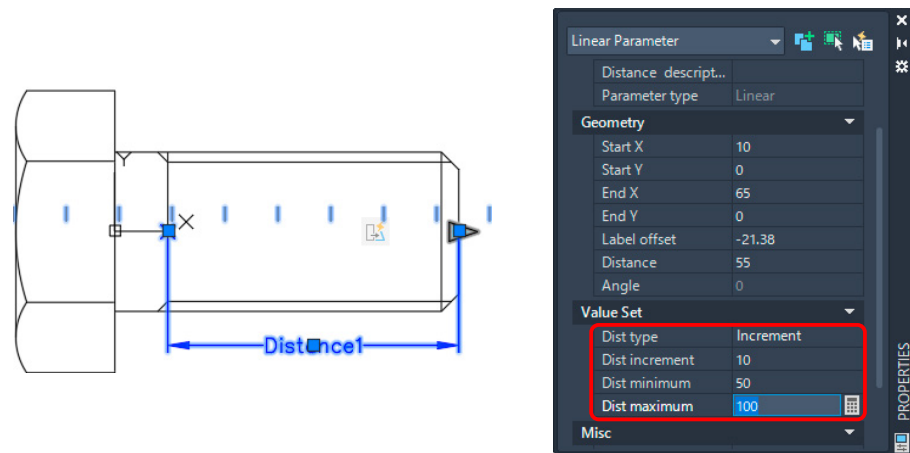 Y
X
Distance1
Linear Parameter
Distance descript...
Parameter type Linear
Geometry
Start X 10
Start Y 0
End X 65
End Y 0
Label offset -21.38
Distance 55
Angle 0
Value Set
Dist type Increment
Dist increment 10
Dist minimum 50
Dist maximum 100
Misc
PROPERTIES